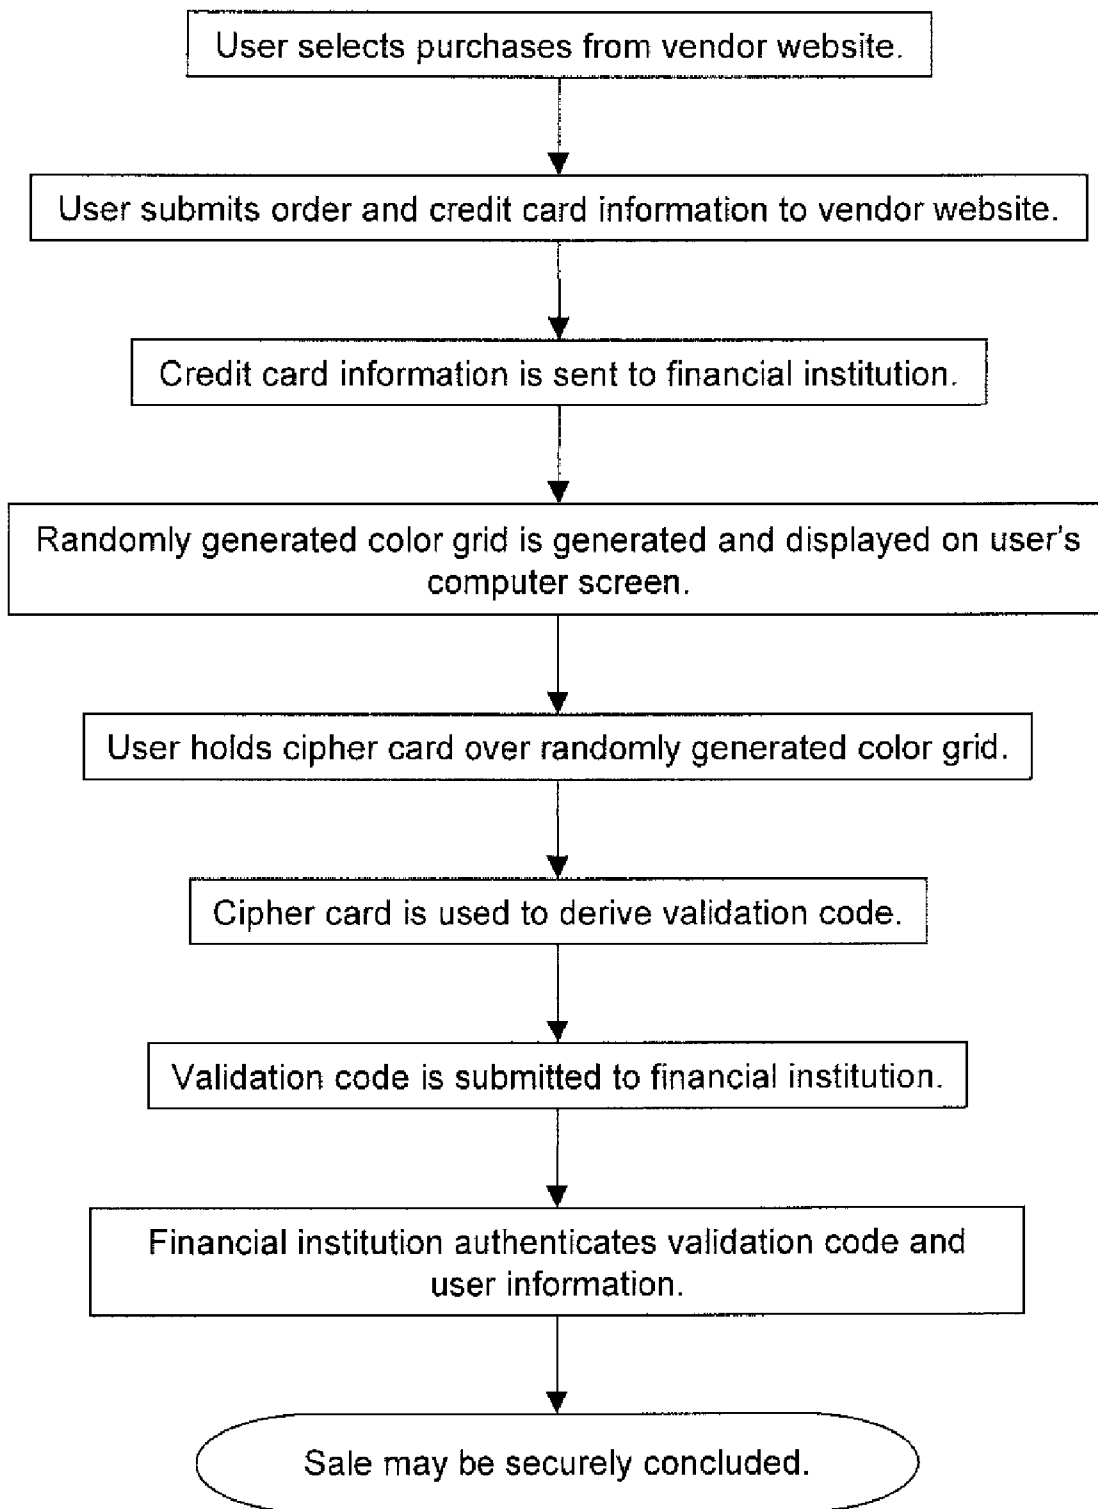 User selects purchases from vendor website.
User submits order and credit card information to vendor website.
Credit card information is sent to financial institution.
Randomly generated color grid is generated and displayed on user's
computer screen.
User holds cipher card over randomly generated color grid.
Cipher card is used to derive validation code.
Validation code is submitted to financial institution.
Financial institution authenticates validation code and
user information.
Sale may be securely concluded.